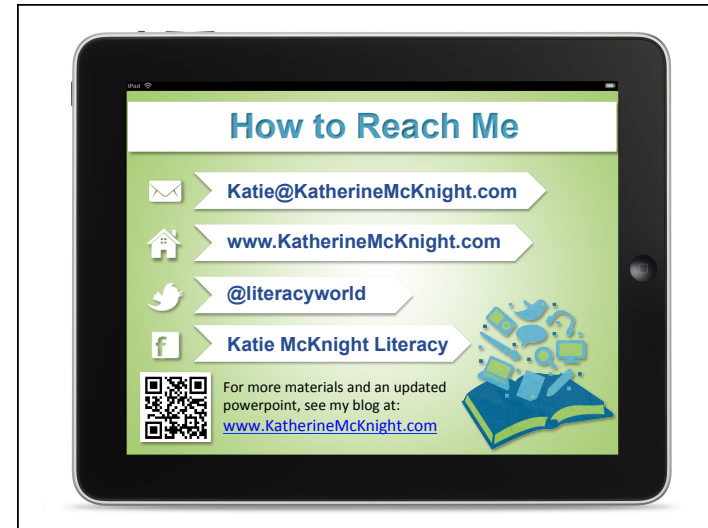 iPad
How to Reach Me
Katie@KatherineMcKnight.com
www.KatherineMcKnight.com
@literacyworld
f Katie McKnight Literacy
For more materials and an updated
powerpoint, see my blog at:
www.KatherineMcKnight.com